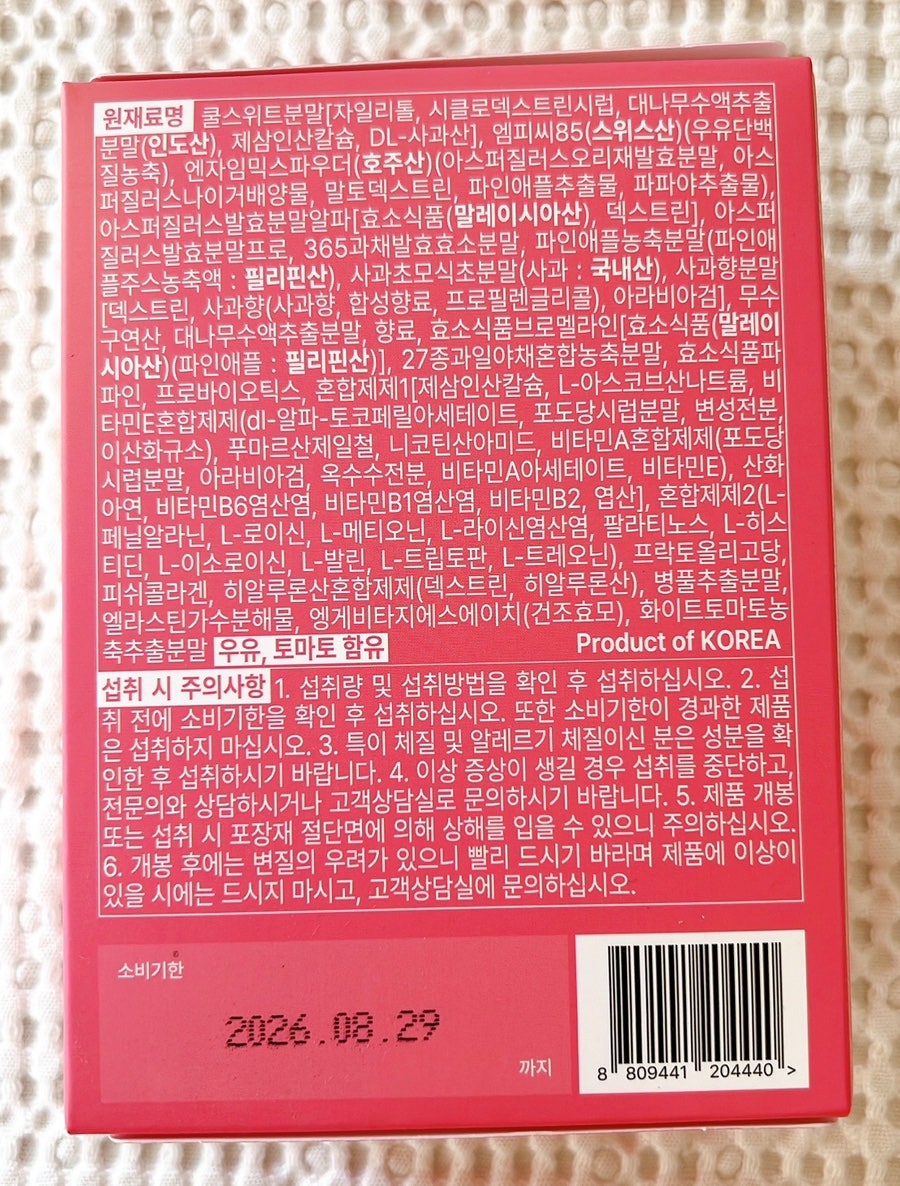 원재료명 쿨스위트분말[자일리톨, 시클로덱스트린시럽, 대나무수액추출
분말(인도산), 제삼인산칼슘, DL-사과산], 엠피씨85(스위스산)(우유단백
질농축), 엔자임믹스파우더(호주산)(아스퍼질러스오리재발효분말, 아스
퍼질러스나이거배양물, 말토덱스트린, 파인애플추출물, 파파야추출물),
아스퍼질러스발효분말알파[효소식품(말레이시아산), 덱스트린], 아스퍼
질러스발효분말프로, 365과채발효효소분말, 파인애플농축분말(파인애
플주스농축액 : 필리핀산), 사과초모식초분말(사과 : 국내산), 사과향분말
[덱스트린, 사과향(사과향, 합성향료, 프로필렌글리콜), 아라비아검], 무수
구연산, 대나무수액추출분말, 향료, 효소식품브로멜라인[효소식품(말레이
시아산)(파인애플 : 필리핀산)], 27종과일야채혼합농축분말, 효소식품파
파인, 프로바이오틱스, 혼합제제1[제삼인산칼슘, L-아스코브산나트륨, 비
타민E혼합제제(dl-알파-토코페릴아세테이트, 포도당시럽분말, 변성전분,
이산화규소), 푸마르산제일철, 니코틴산아미드, 비타민A혼합제제(포도당
시럽분말, 아라비아검, 옥수수전분, 비타민A아세테이트, 비타민E), 산화
아연, 비타민B6염산염, 비타민B1염산염, 비타민B2, 엽산], 혼합제제2(L-
페닐알라닌, L-로이신, L-메티오닌, L-라이신염산염, 팔라티노스, L-히스
티딘, L-이소로이신, L-발린, L-트립토판, L-트레오닌), 프락토올리고당,
피쉬콜라겐, 히알루론산혼합제제(덱스트린, 히알루론산), 병풀추출분말,
엘라스틴가수분해물, 엥게비타지에스에이치(건조효모), 화이트토마토농
축추출분말 우유, 토마토 함유 Product of KOREA
섭취 시 주의사항 1. 섭취량 및 섭취방법을 확인 후 섭취하십시오. 2. 섭
취 전에 소비기한을 확인 후 섭취하십시오. 또한 소비기한이 경과한 제품
은 섭취하지 마십시오. 3. 특이 체질 및 알레르기 체질이신 분은 성분을 확
인한 후 섭취하시기 바랍니다. 4. 이상 증상이 생길 경우 섭취를 중단하고,
전문의와 상담하시거나 고객상담실로 문의하시기 바랍니다. 5. 제품 개봉
또는 섭취 시 포장재 절단면에 의해 상해를 입을 수 있으니 주의하십시오.
6. 개봉 후에는 변질의 우려가 있으니 빨리 드시기 바라며 제품에 이상이
있을 시에는 드시지 마시고, 고객상담실에 문의하십시오.
소비기한
2026.08.29
까지
8 809441 204440 >